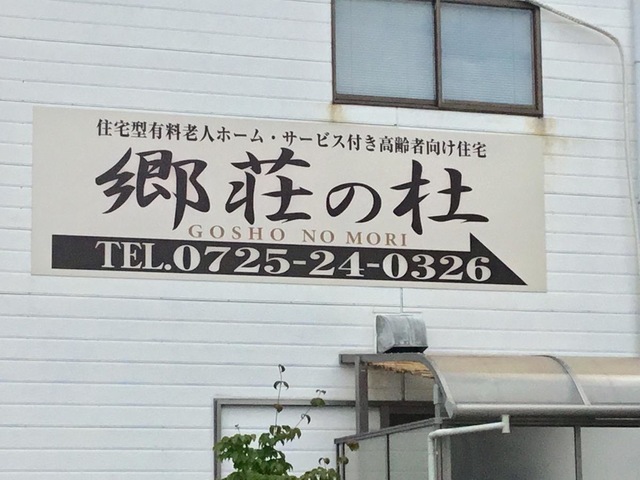 住宅型有料老人ホーム・サービス付き高齢者向け住宅
郷荘の杜
GOSHO NO MORI
TEL.0725-24-0326